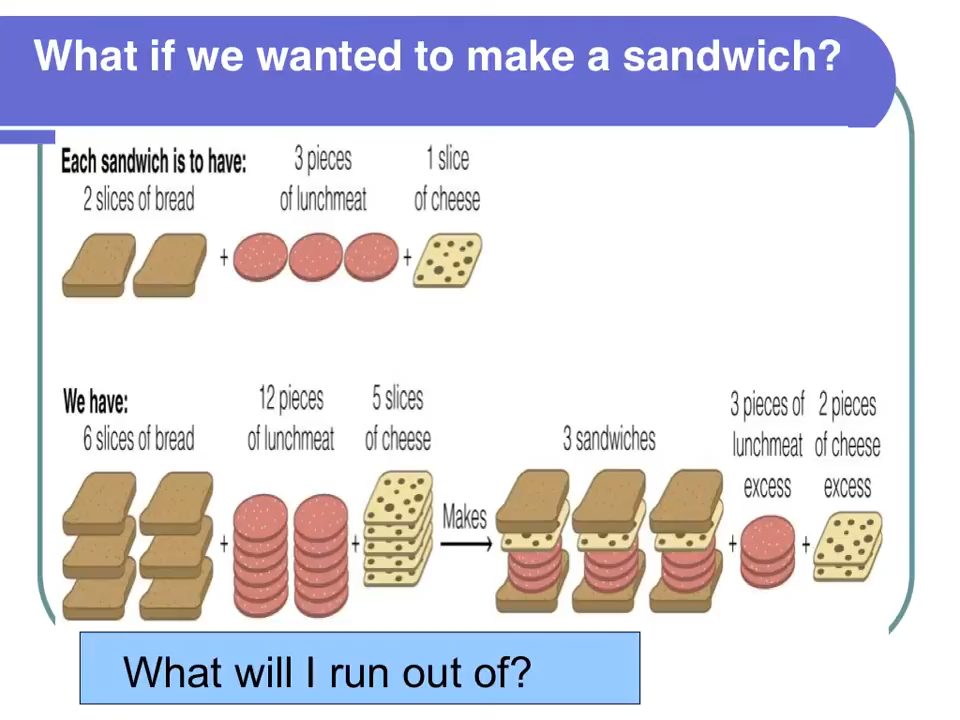 What if we wanted to make a sandwich?
Each sandwich is to have:
2 slices of bread
3 pieces
of lunchmeat
1 slice
of cheese
+
+
We have:
6 slices of bread
12 pieces
of lunchmeat
5 slices
of cheese
3 sandwiches
3 pieces of
lunchmeat
excess
2 pieces
of cheese
excess
+
+
Makes
+
+
What will I run out of?